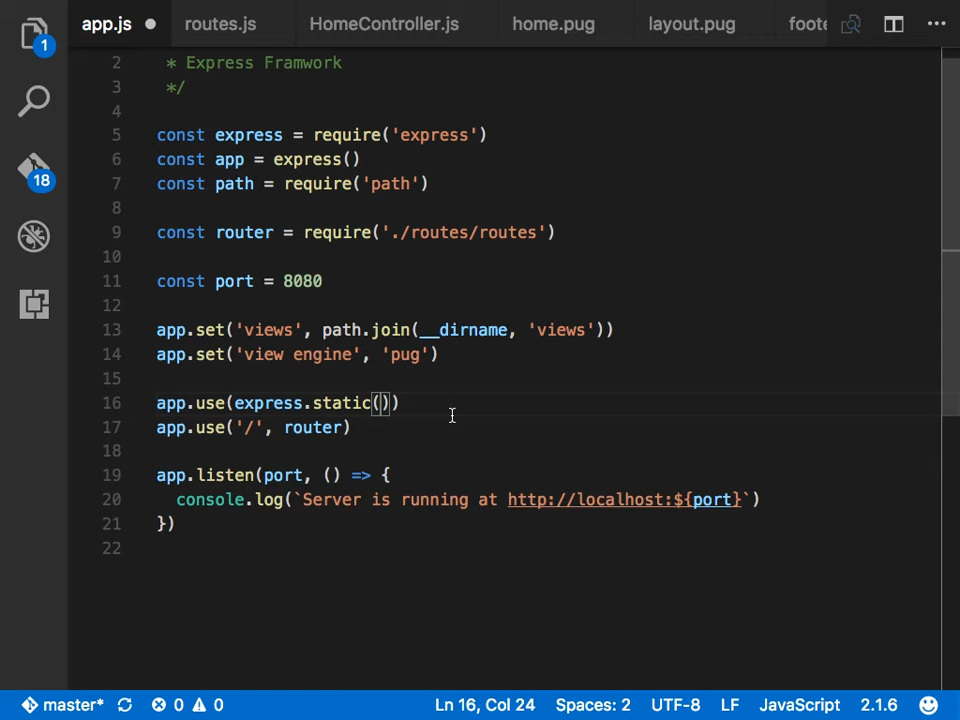 app.js routes.js HomeController.js home.pug layout.pug foote
1
18
2 * Express Framwork
3 */
4
5 const express = require('express')
6 const app = express()
7 const path = require('path')
8
9 const router = require('./routes/routes')
10
11 const port = 8080
12
13 app.set('views', path.join(__dirname, 'views'))
14 app.set('view engine', 'pug')
15
16 app.use(express.static())
17 app.use('/', router)
18
19 app.listen(port, () => {
20 console.log(`Server is running at http://localhost:${port}`)
21 })
22
master* 0 0 Ln 16, Col 24 Spaces: 2 UTF-8 LF JavaScript 2.1.6